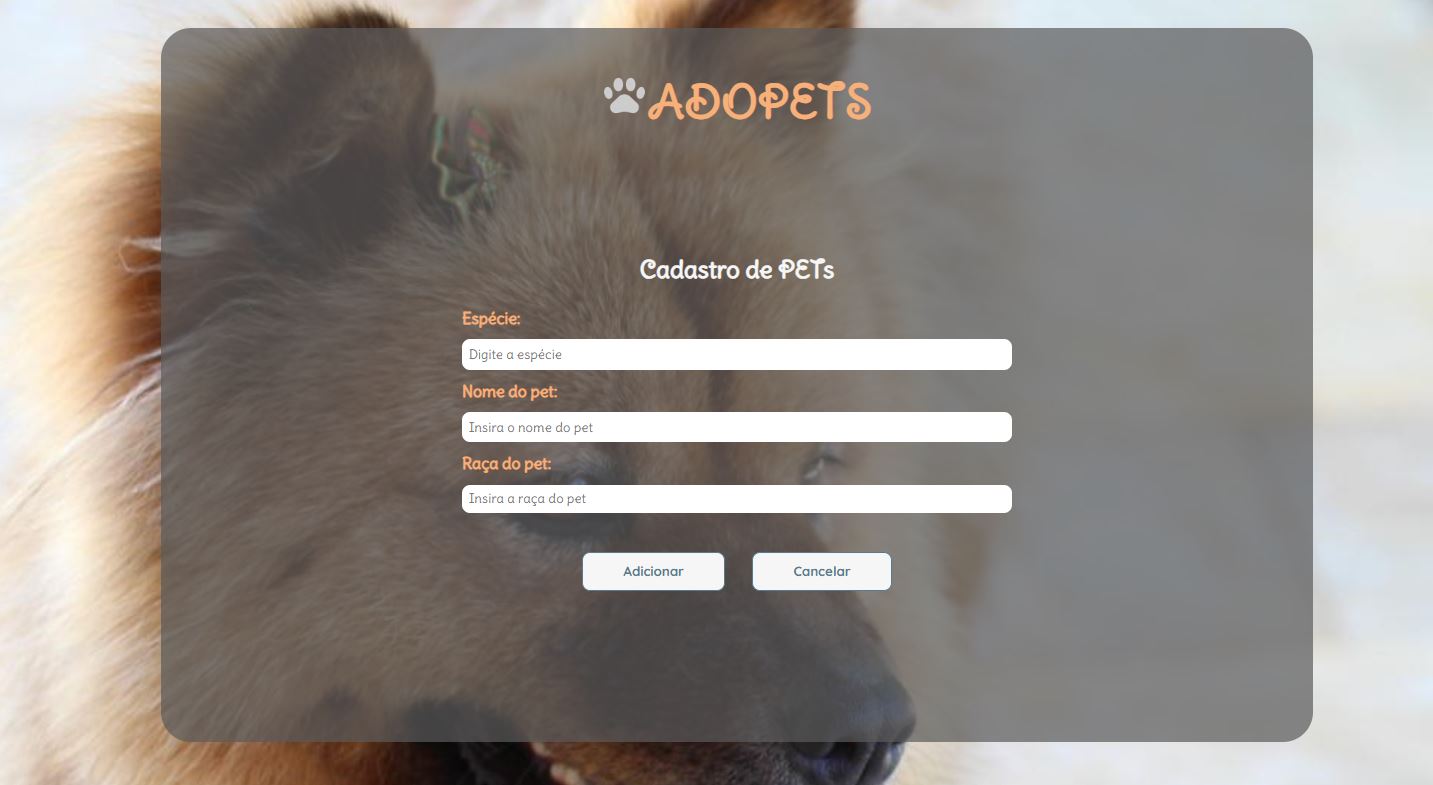 ADOPETS
Cadastro de PETs
Espécie:
Digite a espécie
Nome do pet:
Insira o nome do pet
Raça do pet:
Insira a raça do pet
Adicionar Cancelar